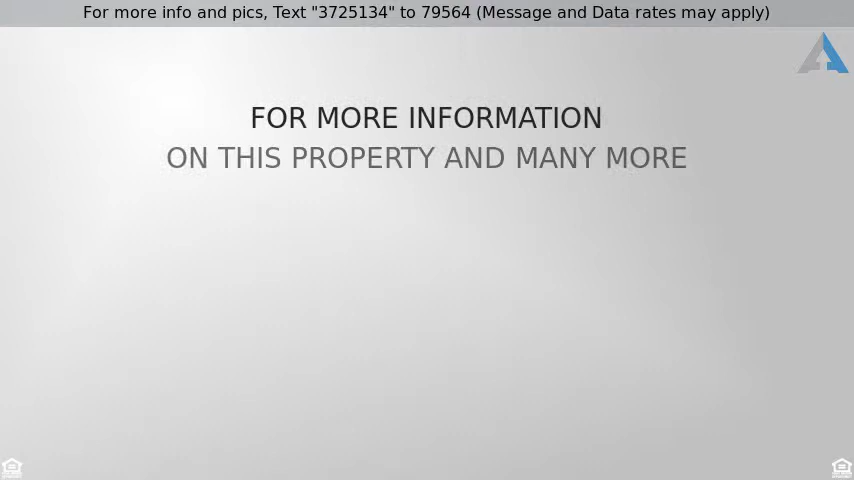 For more info and pics, Text "3725134" to 79564 (Message and Data rates may apply)
FOR MORE INFORMATION
ON THIS PROPERTY AND MANY MORE